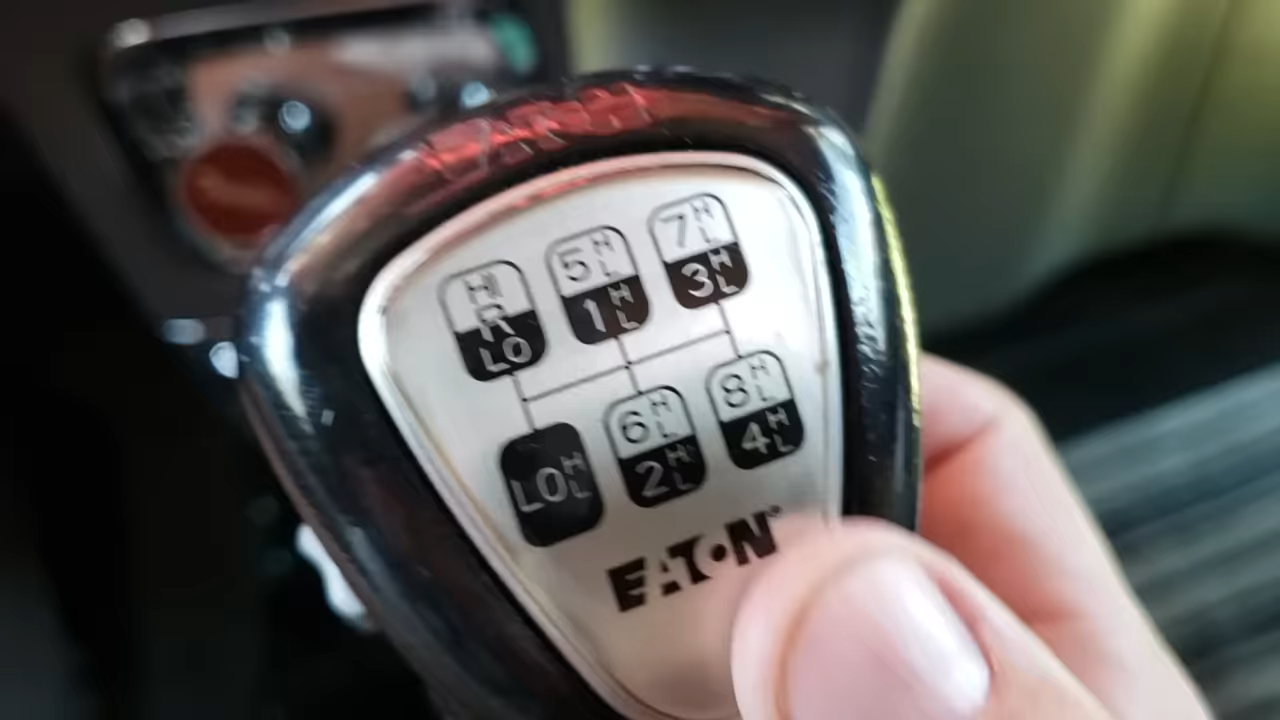 HI
R
LO
5 H L
1 H L
7 H L
3 H L
LO H L
6 H L
2 H L
8 H L
4 H L
EATON